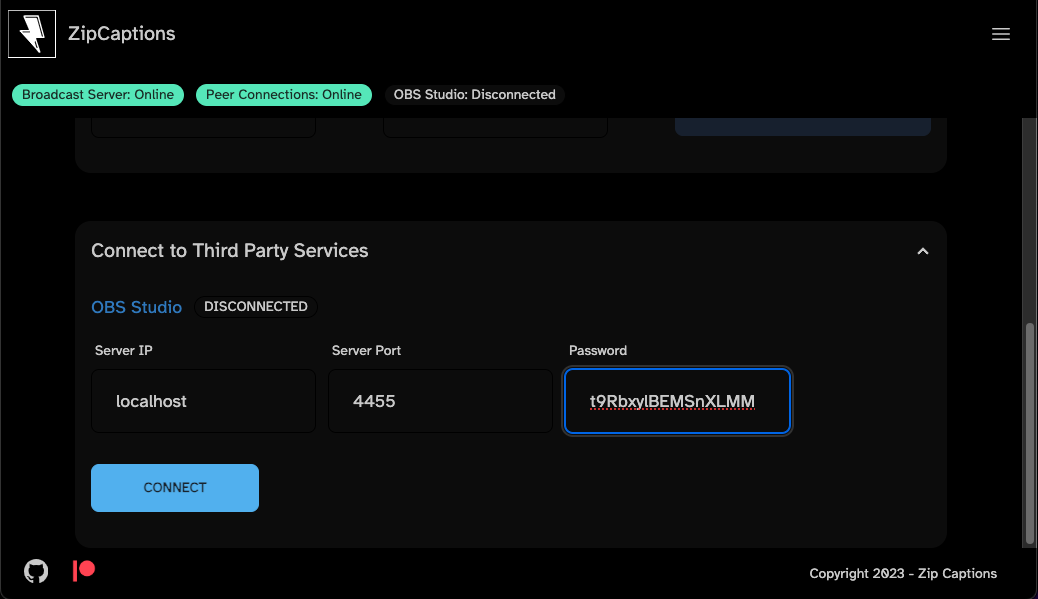 ZipCaptions
Broadcast Server: Online Peer Connections: Online OBS Studio: Disconnected
Connect to Third Party Services
OBS Studio DISCONNECTED
Server IP Server Port Password
localhost 4455 t9RbxylBEMSnXLMM
CONNECT
Copyright 2023 - Zip Captions